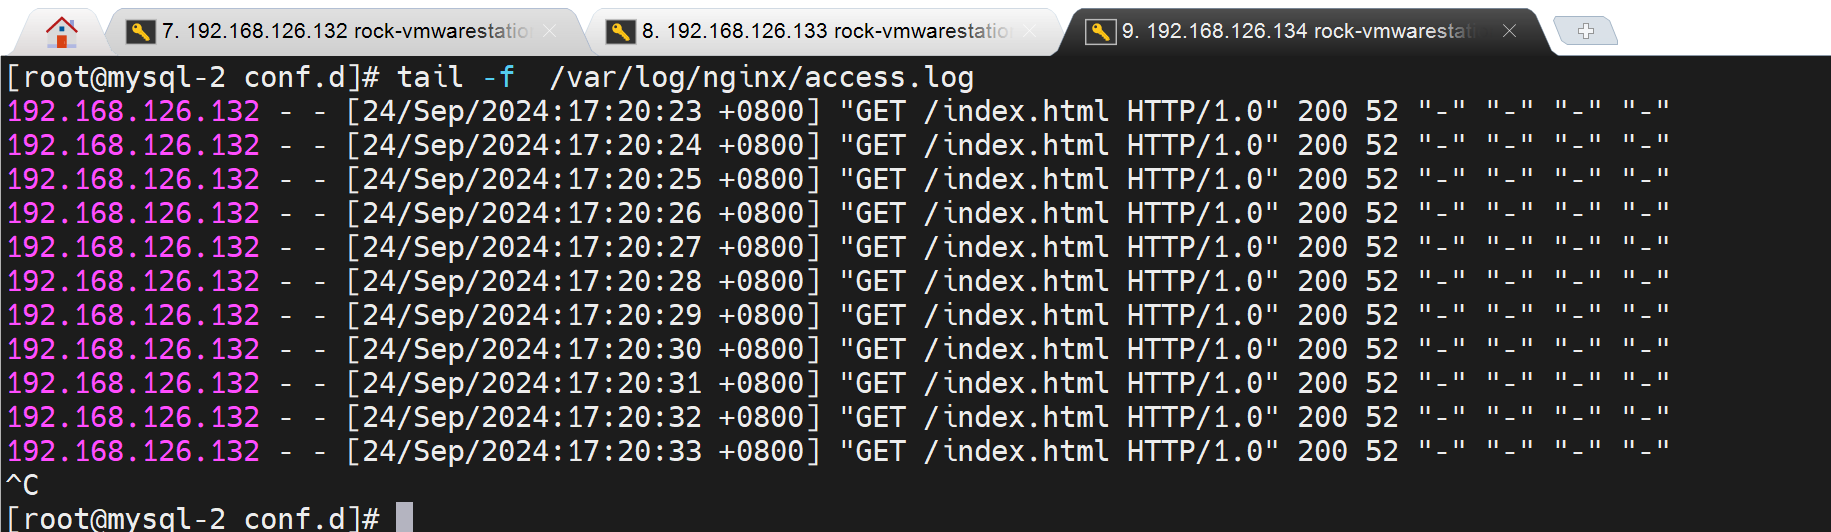 7. 192.168.126.132 rock-vmwarestatio
8. 192.168.126.133 rock-vmwarestation
9. 192.168.126.134 rock-vmwarestat
[root@mysql-2 conf.d]# tail -f  /var/log/nginx/access.log
192.168.126.132 - - [24/Sep/2024:17:20:23 +0800] "GET /index.html HTTP/1.0" 200 52 "-" "-" "-" "-"
192.168.126.132 - - [24/Sep/2024:17:20:24 +0800] "GET /index.html HTTP/1.0" 200 52 "-" "-" "-" "-"
192.168.126.132 - - [24/Sep/2024:17:20:25 +0800] "GET /index.html HTTP/1.0" 200 52 "-" "-" "-" "-"
192.168.126.132 - - [24/Sep/2024:17:20:26 +0800] "GET /index.html HTTP/1.0" 200 52 "-" "-" "-" "-"
192.168.126.132 - - [24/Sep/2024:17:20:27 +0800] "GET /index.html HTTP/1.0" 200 52 "-" "-" "-" "-"
192.168.126.132 - - [24/Sep/2024:17:20:28 +0800] "GET /index.html HTTP/1.0" 200 52 "-" "-" "-" "-"
192.168.126.132 - - [24/Sep/2024:17:20:29 +0800] "GET /index.html HTTP/1.0" 200 52 "-" "-" "-" "-"
192.168.126.132 - - [24/Sep/2024:17:20:30 +0800] "GET /index.html HTTP/1.0" 200 52 "-" "-" "-" "-"
192.168.126.132 - - [24/Sep/2024:17:20:31 +0800] "GET /index.html HTTP/1.0" 200 52 "-" "-" "-" "-"
192.168.126.132 - - [24/Sep/2024:17:20:32 +0800] "GET /index.html HTTP/1.0" 200 52 "-" "-" "-" "-"
192.168.126.132 - - [24/Sep/2024:17:20:33 +0800] "GET /index.html HTTP/1.0" 200 52 "-" "-" "-" "-"
^C
[root@mysql-2 conf.d]#